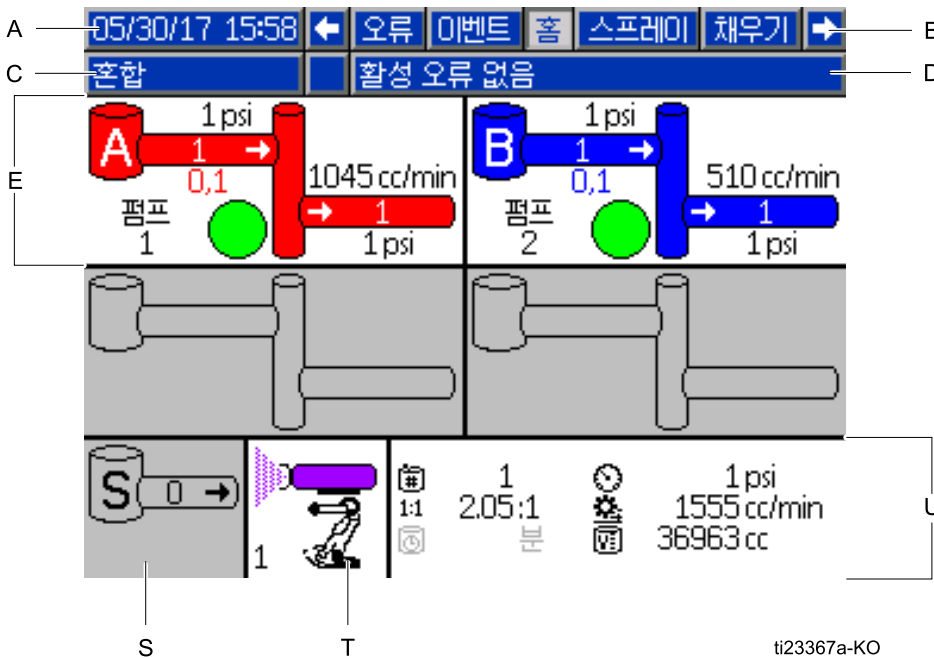 A 05/30/17 15:58 오류 이벤트 홈 스프레이 채우기 B
C 혼합 활성 오류 없음 D
E
1 psi 1 psi
A 1 B 1
0,1 1045 cc/min 0,1 510 cc/min
펌프 1 펌프 1
1 1 psi 2 1 psi
S 0 1 1 psi
1:1 2.05:1 1555 cc/min U
1 분 36963 cc
S T
ti23367a-KO